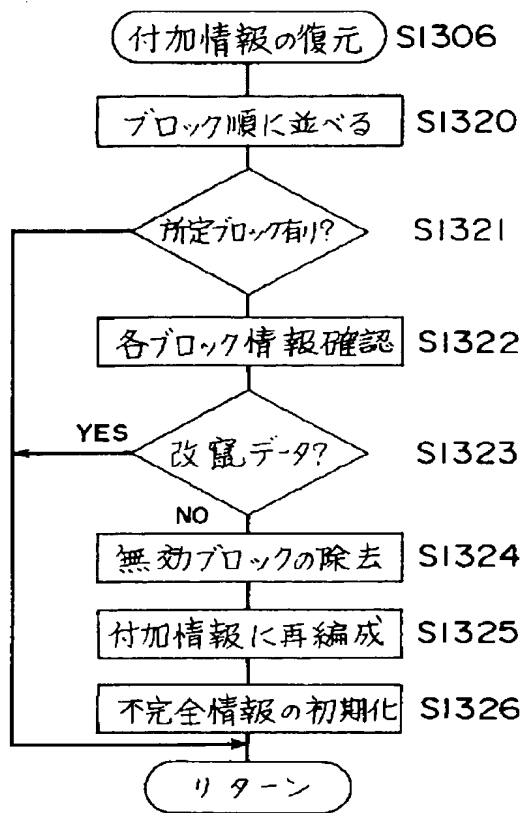 付加情報の復元 S1306
ブロック順に並べる S1320
所定ブロック有り? S1321
各ブロック情報確認 S1322
YES
改竄データ? S1323
NO
無効ブロックの除去 S1324
付加情報に再編成 S1325
不完全情報の初期化 S1326
リターン